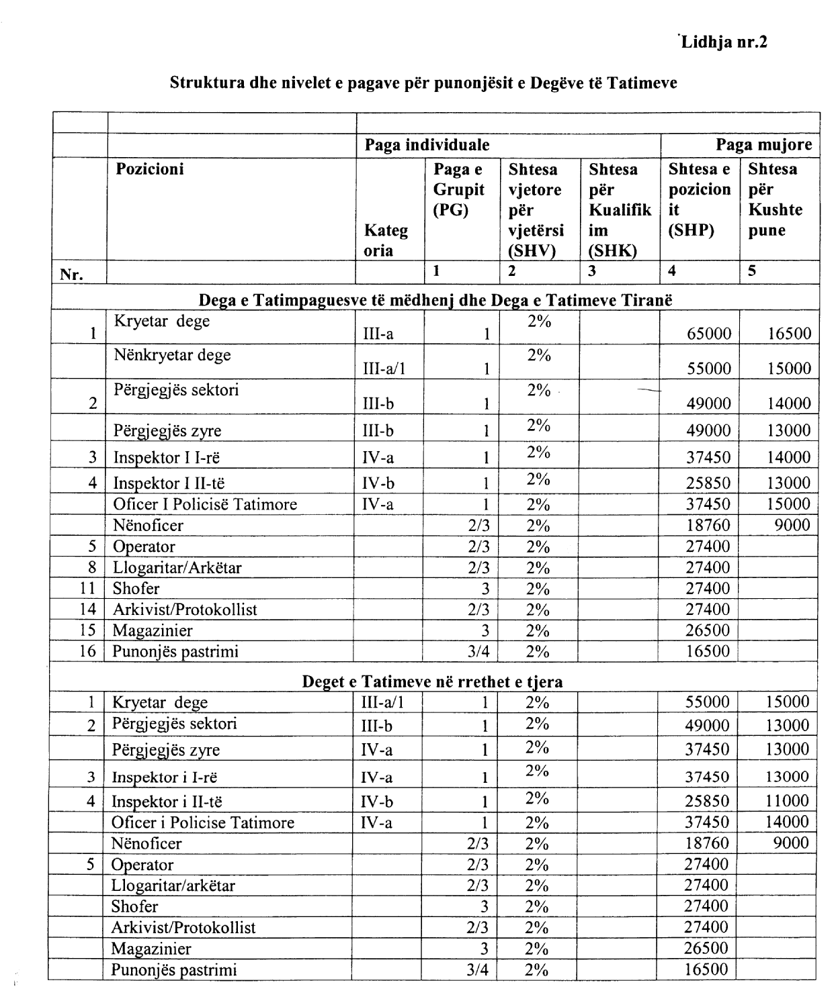 Lidhja nr.2
Struktura dhe nivelet e pagave për punonjësit e Degëve të Tatimeve
Paga individuale Paga mujore
Nr. Pozicioni Kateg oria Paga e Grupit (PG) Shtesa vjetore për vjetërsi (SHV) Shtesa për Kualifik im (SHK) Shtesa e pozicion it (SHP) Shtesa për Kushte pune
1 2 3 4 5
Dega e Tatimpaguesve të mëdhenj dhe Dega e Tatimeve Tiranë
1 Kryetar dege III-a 1 2% 65000 16500
Nënkryetar dege III-a/1 1 2% 55000 15000
2 Përgjegjës sektori III-b 1 2% 49000 14000
Përgjegjës zyre III-b 1 2% 49000 13000
3 Inspektor I I-rë IV-a 1 2% 37450 14000
4 Inspektor I II-të IV-b 1 2% 25850 13000
Oficer I Policisë Tatimore IV-a 1 2% 37450 15000
Nënoficer 2/3 2% 18760 9000
5 Operator 2/3 2% 27400
8 Llogaritar/Arkëtar 2/3 2% 27400
11 Shofer 3 2% 27400
14 Arkivist/Protokollist 2/3 2% 27400
15 Magazinier 3 2% 26500
16 Punonjës pastrimi 3/4 2% 16500
Deget e Tatimeve në rrethet e tjera
1 Kryetar dege III-a/1 1 2% 55000 15000
2 Përgjegjës sektori III-b 1 2% 49000 13000
Përgjegjës zyre IV-a 1 2% 37450 13000
3 Inspektor i I-rë IV-a 1 2% 37450 13000
4 Inspektor i II-të IV-b 1 2% 25850 11000
Oficer i Policise Tatimore IV-a 1 2% 37450 14000
Nënoficer 2/3 2% 18760 9000
5 Operator 2/3 2% 27400
Llogaritar/arkëtar 2/3 2% 27400
Shofer 3 2% 27400
Arkivist/Protokollist 2/3 2% 27400
Magazinier 3 2% 26500
Punonjës pastrimi 3/4 2% 16500